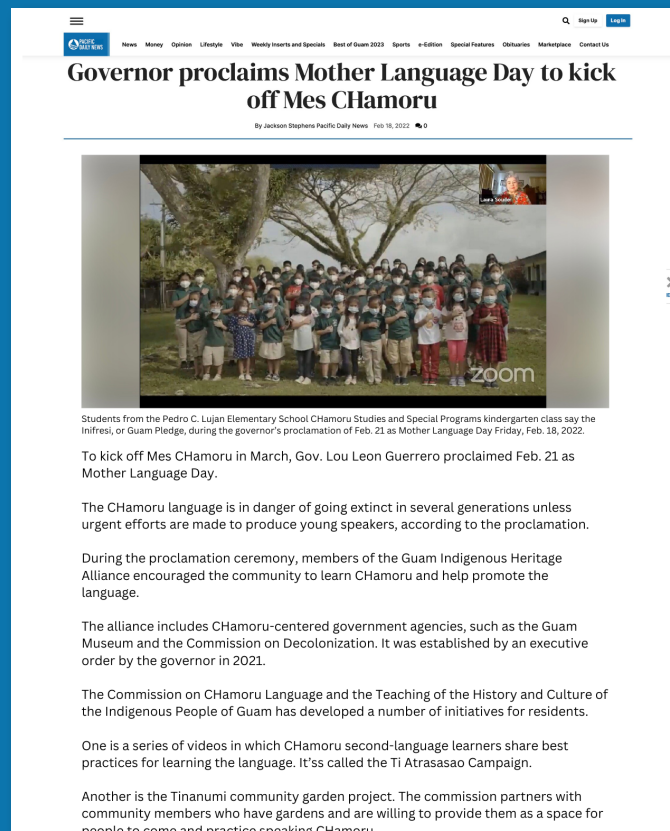 Sign Up
Log In
PACIFIC
DAILY NEWS
News Money Opinion Lifestyle Vibe Weekly Inserts and Specials Best of Guam 2023 Sports e-Edition Special Features Obituaries Marketplace Contact Us
Governor proclaims Mother Language Day to kick
off Mes CHamoru
By Jackson Stephens Pacific Daily News Feb 18, 2022 0
Laura Souder
zoom
Students from the Pedro C. Lujan Elementary School CHamoru Studies and Special Programs kindergarten class say the
Inifresi, or Guam Pledge, during the governor's proclamation of Feb. 21 as Mother Language Day Friday, Feb. 18, 2022.
To kick off Mes CHamoru in March, Gov. Lou Leon Guerrero proclaimed Feb. 21 as
Mother Language Day.
The CHamoru language is in danger of going extinct in several generations unless
urgent efforts are made to produce young speakers, according to the proclamation.
During the proclamation ceremony, members of the Guam Indigenous Heritage
Alliance encouraged the community to learn CHamoru and help promote the
language.
The alliance includes CHamoru-centered government agencies, such as the Guam
Museum and the Commission on Decolonization. It was established by an executive
order by the governor in 2021.
The Commission on CHamoru Language and the Teaching of the History and Culture of
the Indigenous People of Guam has developed a number of initiatives for residents.
One is a series of videos in which CHamoru second-language learners share best
practices for learning the language. It'ss called the Ti Atrasasao Campaign.
Another is the Tinanumi community garden project. The commission partners with
community members who have gardens and are willing to provide them as a space for
people to come and practice speaking CHamoru.